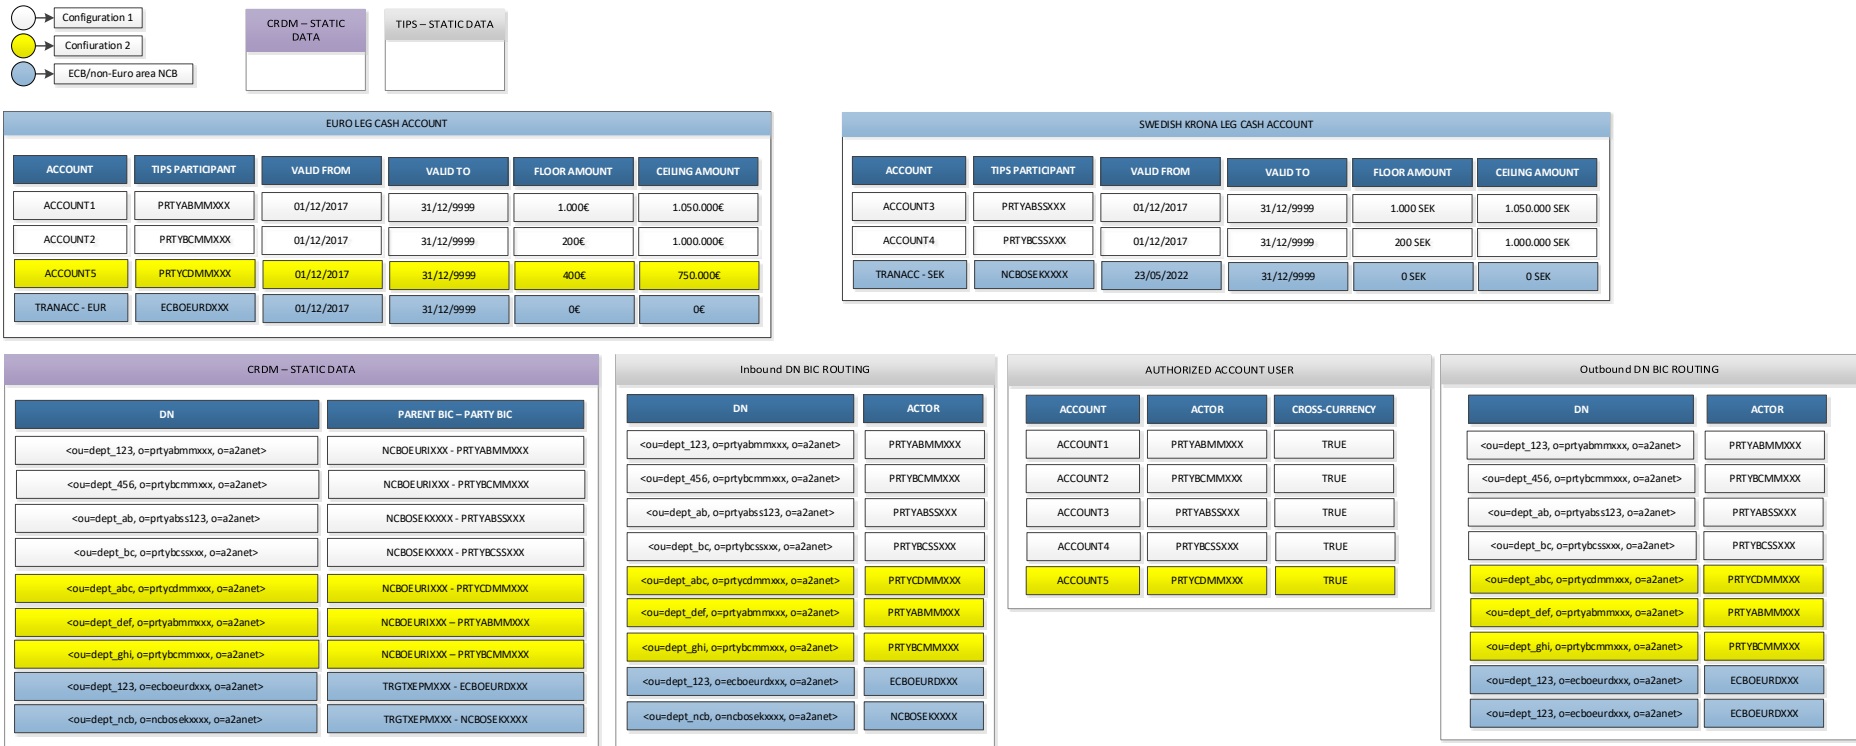 Configuration 1
Confiuration 2
ECB/non-Euro area NCB
CRDM – STATIC
DATA
TIPS – STATIC DATA
EURO LEG CASH ACCOUNT
ACCOUNT TIPS PARTICIPANT VALID FROM VALID TO FLOOR AMOUNT CEILING AMOUNT
ACCOUNT1 PRTYABMMXXX 01/12/2017 31/12/9999 1.000€ 1.050.000€
ACCOUNT2 PRTYBCMMXXX 01/12/2017 31/12/9999 200€ 1.000.000€
ACCOUNT5 PRTYCDMMXXX 01/12/2017 31/12/9999 400€ 750.000€
TRANACC - EUR ECBOEURDXXX 01/12/2017 31/12/9999 0€ 0€
SWEDISH KRONA LEG CASH ACCOUNT
ACCOUNT TIPS PARTICIPANT VALID FROM VALID TO FLOOR AMOUNT CEILING AMOUNT
ACCOUNT3 PRTYABSSXXX 01/12/2017 31/12/9999 1.000 SEK 1.050.000 SEK
ACCOUNT4 PRTYBCSSXXX 01/12/2017 31/12/9999 200 SEK 1.000.000 SEK
TRANACC - SEK NCBOSEKXXXX 23/05/2022 31/12/9999 0 SEK 0 SEK
CRDM – STATIC DATA
DN PARENT BIC – PARTY BIC
<ou=dept_123, o=prtyabmmxxx, o=a2anet> NCBOEURIXXX - PRTYABMMXXX
<ou=dept_456, o=prtybcmmxxx, o=a2anet> NCBOEURIXXX - PRTYBCMMXXX
<ou=dept_ab, o=prtyabss123, o=a2anet> NCBOSEKXXXX - PRTYABSSXXX
<ou=dept_bc, o=prtybcssxxx, o=a2anet> NCBOSEKXXXX - PRTYBCSSXXX
<ou=dept_abc, o=prtycdmmxxx, o=a2anet> NCBOEURIXXX - PRTYCDMMXXX
<ou=dept_def, o=prtyabmmxxx, o=a2anet> NCBOEURIXXX – PRTYABMMXXX
<ou=dept_ghi, o=prtybcmmxxx, o=a2anet> NCBOEURIXXX – PRTYBCMMXXX
<ou=dept_123, o=ecboeurdxxx, o=a2anet> TRGTXEPMXXX - ECBOEURDXXX
<ou=dept_ncb, o=ncbosekxxxx, o=a2anet> TRGTXEPMXXX - NCBOSEKXXXX
Inbound DN BIC ROUTING
DN ACTOR
<ou=dept_123, o=prtyabmmxxx, o=a2anet> PRTYABMMXXX
<ou=dept_456, o=prtybcmmxxx, o=a2anet> PRTYBCMMXXX
<ou=dept_ab, o=prtyabss123, o=a2anet> PRTYABSSXXX
<ou=dept_bc, o=prtybcssxxx, o=a2anet> PRTYBCSSXXX
<ou=dept_abc, o=prtycdmmxxx, o=a2anet> PRTYCDMMXXX
<ou=dept_def, o=prtyabmmxxx, o=a2anet> PRTYABMMXXX
<ou=dept_ghi, o=prtybcmmxxx, o=a2anet> PRTYBCMMXXX
<ou=dept_123, o=ecboeurdxxx, o=a2anet> ECBOEURDXXX
<ou=dept_ncb, o=ncbosekxxxx, o=a2anet> NCBOSEKXXXX
AUTHORIZED ACCOUNT USER
ACCOUNT ACTOR CROSS-CURRENCY
ACCOUNT1 PRTYABMMXXX TRUE
ACCOUNT2 PRTYBCMMXXX TRUE
ACCOUNT3 PRTYABSSXXX TRUE
ACCOUNT4 PRTYBCSSXXX TRUE
ACCOUNT5 PRTYCDMMXXX TRUE
Outbound DN BIC ROUTING
DN ACTOR
<ou=dept_123, o=prtyabmmxxx, o=a2anet> PRTYABMMXXX
<ou=dept_456, o=prtybcmmxxx, o=a2anet> PRTYBCMMXXX
<ou=dept_ab, o=prtyabss123, o=a2anet> PRTYABSSXXX
<ou=dept_bc, o=prtybcssxxx, o=a2anet> PRTYBCSSXXX
<ou=dept_abc, o=prtycdmmxxx, o=a2anet> PRTYCDMMXXX
<ou=dept_def, o=prtyabmmxxx, o=a2anet> PRTYABMMXXX
<ou=dept_ghi, o=prtybcmmxxx, o=a2anet> PRTYBCMMXXX
<ou=dept_123, o=ecboeurdxxx, o=a2anet> ECBOEURDXXX
<ou=dept_123, o=ecboeurdxxx, o=a2anet> ECBOEURDXXX